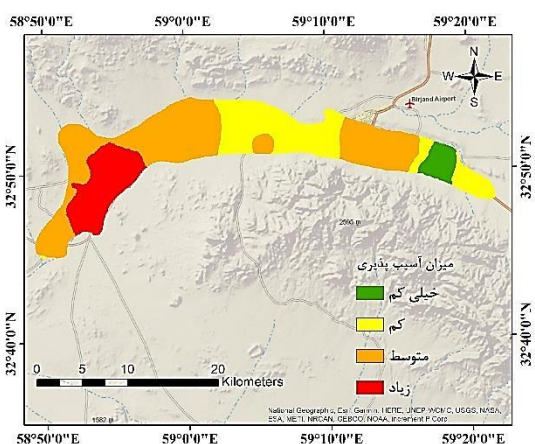 58°50'0"E 59°0'0"E 59°10'0"E 59°20'0"E
N
W E
S
Birjand Airport
32°50'0"N
32°50'0"N
میزان آسیب پذیری
خیلی کم
کم
متوسط
زیاد
32°40'0"N
32°40'0"N
0 5 10 20
Kilometers
National Geographic, Esri, Garmin, HERE, UNEP-WCMC, USGS, NASA,
ESA, METI, NRCAN, GEBCO, NOAA, increment P Corp.
1582
58°50'0"E 59°0'0"E 59°10'0"E 59°20'0"E